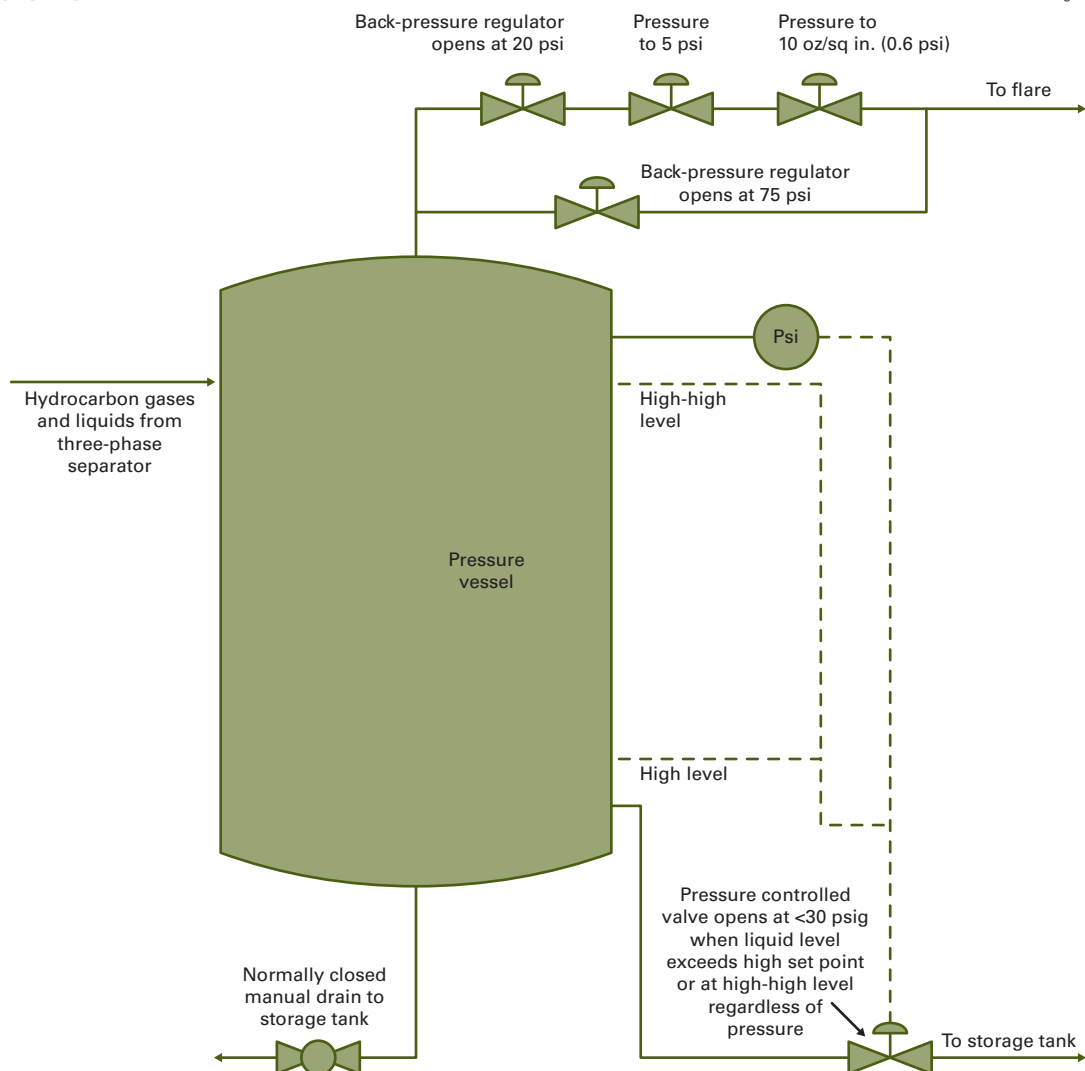 Back-pressure regulator
opens at 20 psi
Pressure
to 5 psi
Pressure to
10 oz/sq in. (0.6 psi)
To flare
Back-pressure regulator
opens at 75 psi
Psi
Hydrocarbon gases
and liquids from
three-phase
separator
High-high
level
Pressure
vessel
High level
Pressure controlled
valve opens at <30 psig
when liquid level
exceeds high set point
or at high-high level
regardless of
pressure
Normally closed
manual drain to
storage tank
To storage tank